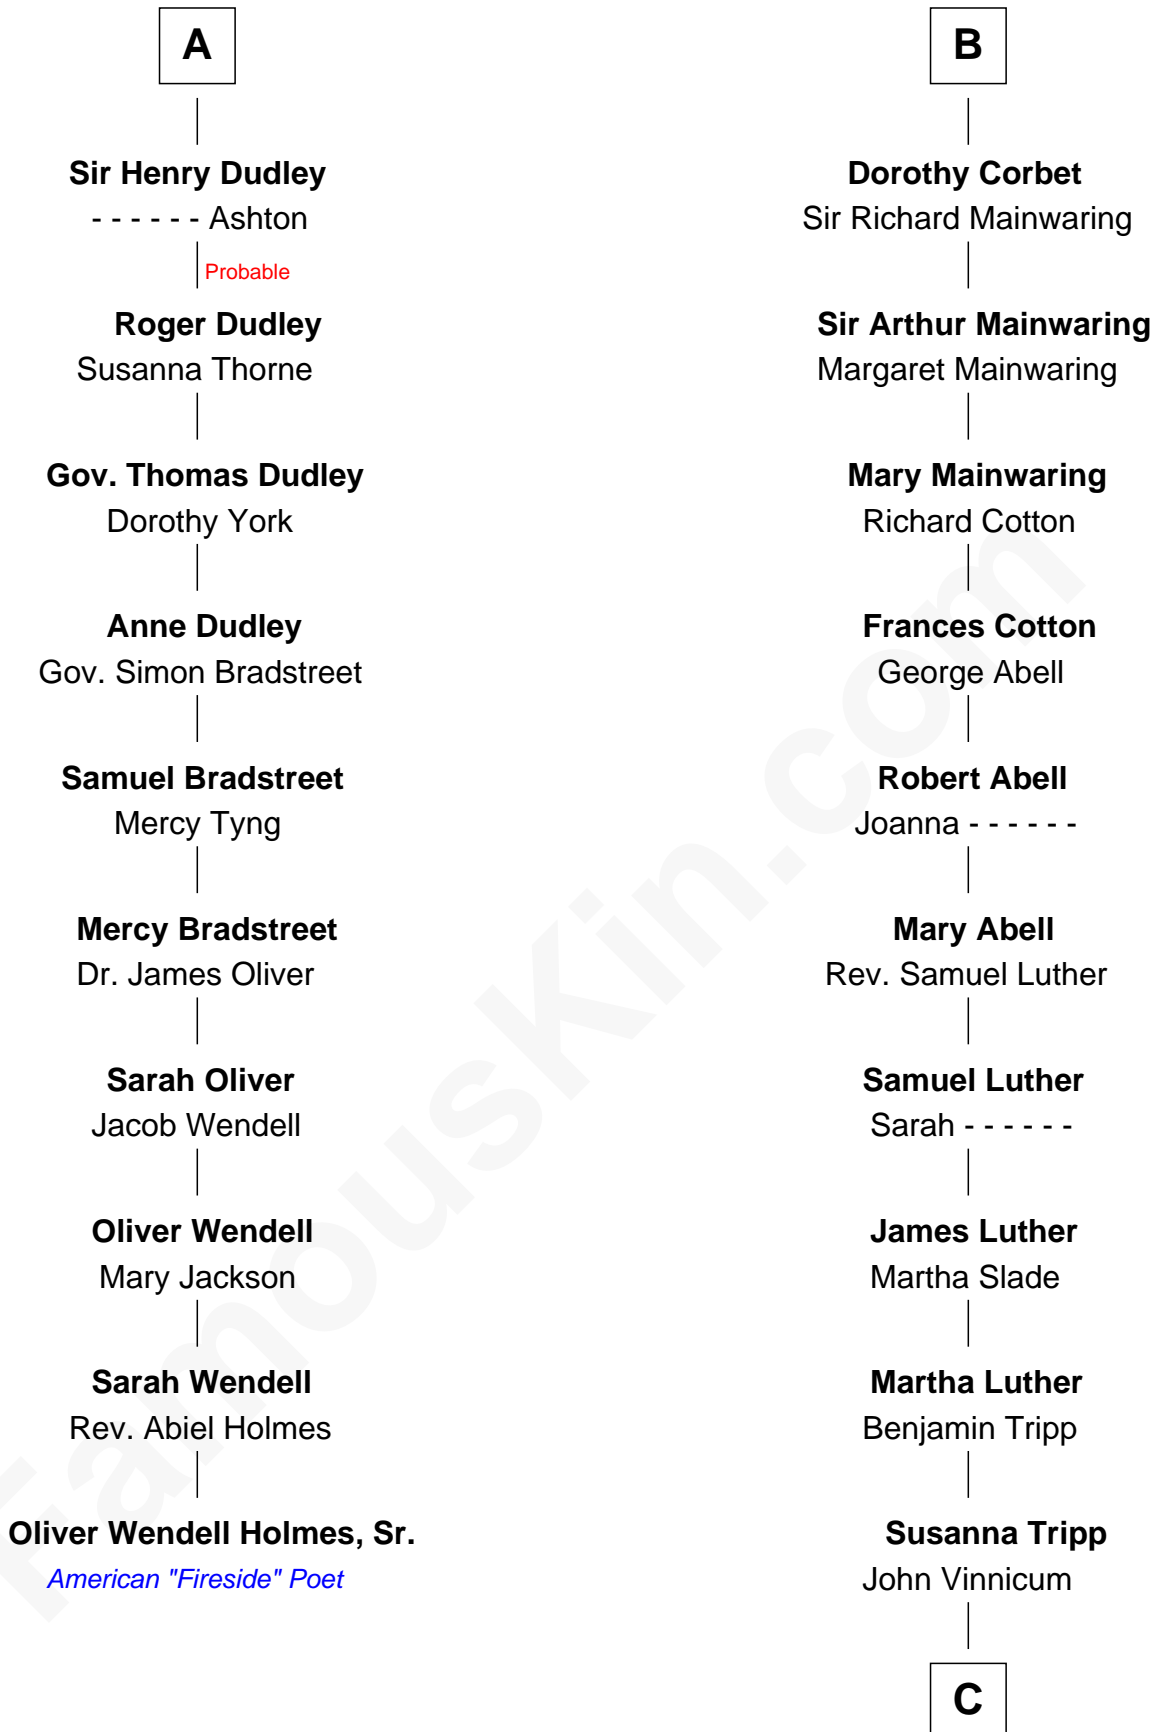 A
Sir Henry Dudley
- - - - - - Ashton
Probable
Roger Dudley
Susanna Thorne
Gov. Thomas Dudley
Dorothy York
Anne Dudley
Gov. Simon Bradstreet
Samuel Bradstreet
Mercy Tyng
Mercy Bradstreet
Dr. James Oliver
Sarah Oliver
Jacob Wendell
Oliver Wendell
Mary Jackson
Sarah Wendell
Rev. Abiel Holmes
Oliver Wendell Holmes, Sr.
American "Fireside" Poet
B
Dorothy Corbet
Sir Richard Mainwaring
Sir Arthur Mainwaring
Margaret Mainwaring
Mary Mainwaring
Richard Cotton
Frances Cotton
George Abell
Robert Abell
Joanna - - - - - -
Mary Abell
Rev. Samuel Luther
Samuel Luther
Sarah - - - - - -
James Luther
Martha Slade
Martha Luther
Benjamin Tripp
Susanna Tripp
John Vinnicum
C
FamousKin.com